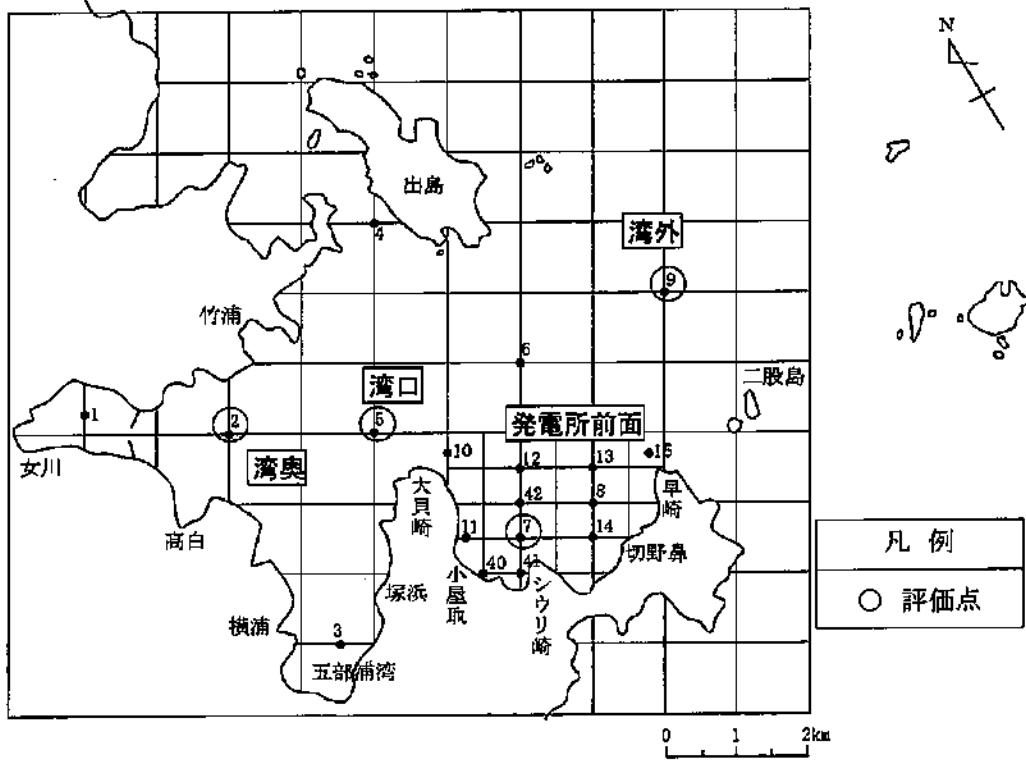 N
出島
湾外
4
9
竹浦
6
二股島
湾口
1
2
5
発電所前面
女川
湾奥
10
12
13
15
大貝崎
42
8
早崎
高白
11
7
14
切野鼻
凡 例
40
41
塚浜
小屋取
シウリ崎
○ 評価点
横浦
3
五部浦湾
0 1 2km